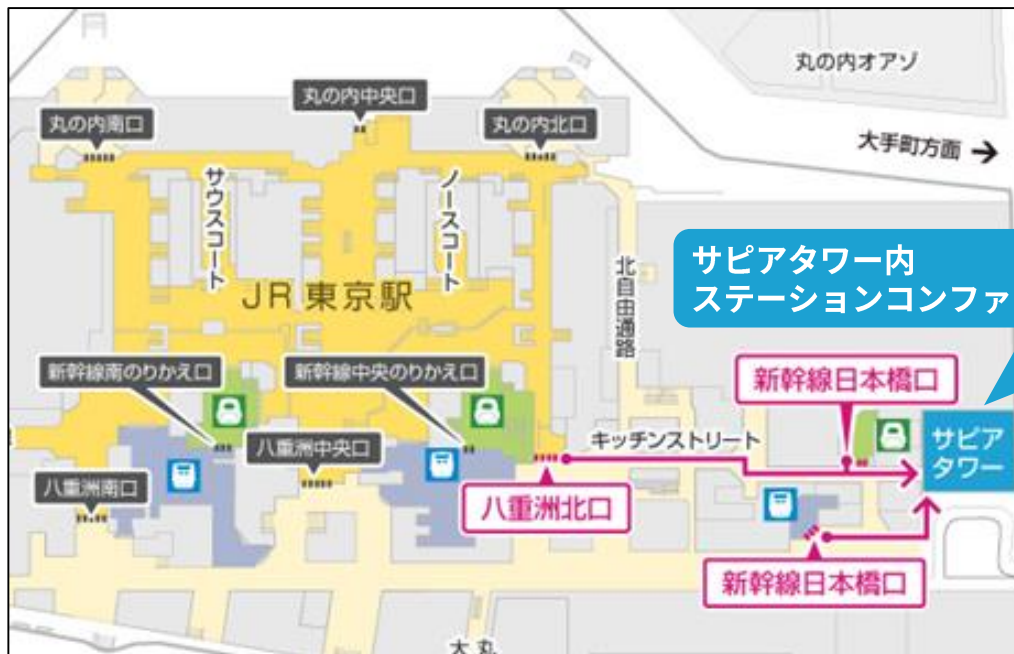 丸の内オアゾ
丸の内中央口
丸の内南口
丸の内北口
大手町方面
サウスコート
ノースコート
サピアタワー内
ステーションコンファ
北自由通路
JR 東京駅
新幹線南のりかえ口
新幹線中央のりかえ口
新幹線日本橋口
キッチンストリート
サピア
タワー
八重洲中央口
八重洲南口
八重洲北口
新幹線日本橋口
大丸